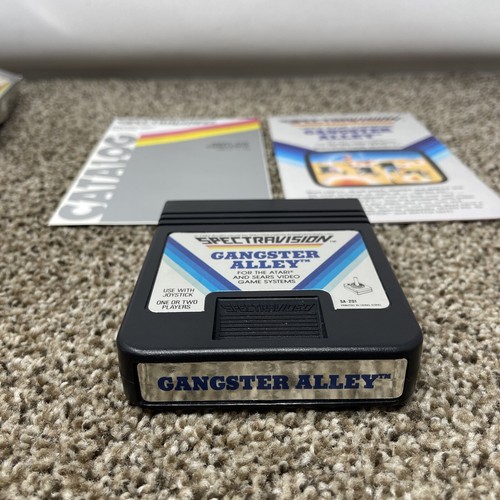 CATALOG
GANGSTER
ALLEY
SPECTRAVISION
GANGSTER
ALLEY™
FOR THE ATARI®
AND SEARS VIDEO
GAME SYSTEMS
USE WITH
JOYSTICK
ONE OR TWO
PLAYERS
SA-201
GANGSTER ALLEY™